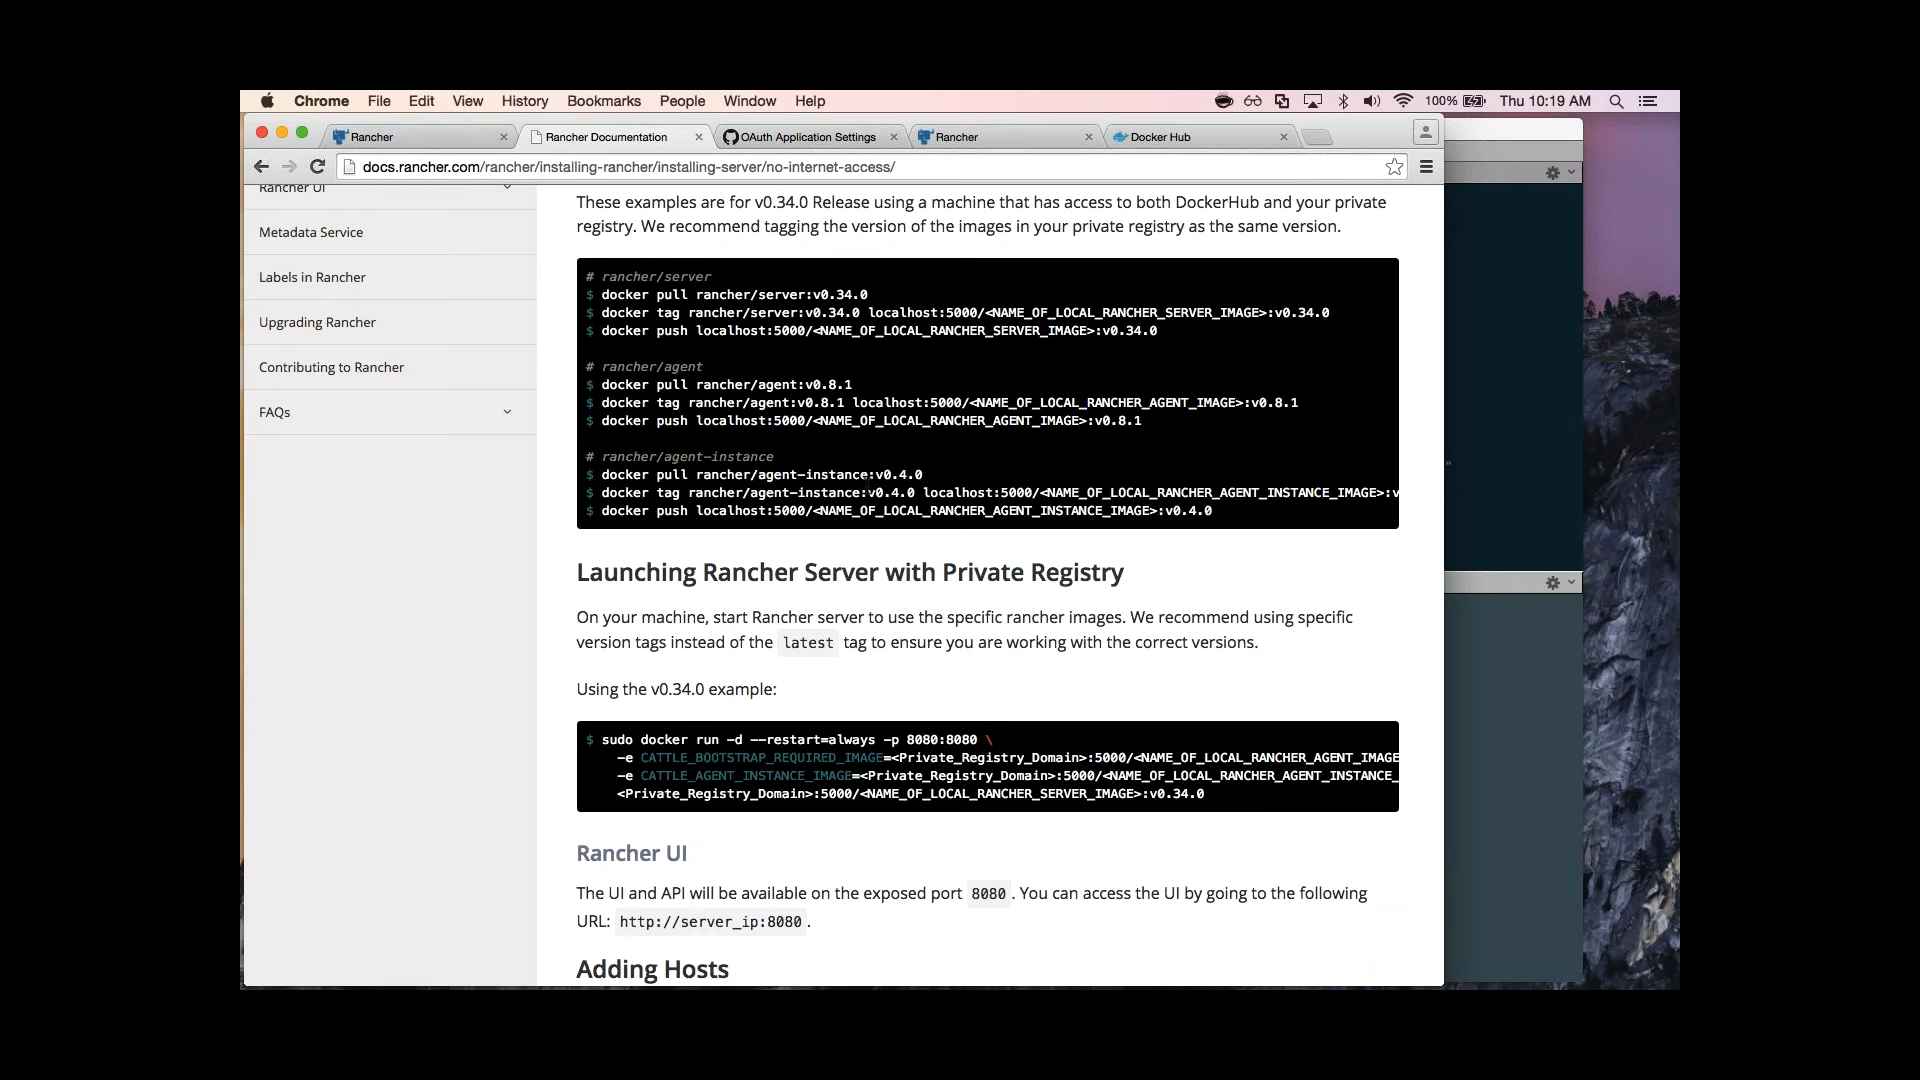 Chrome File Edit View History Bookmarks People Window Help 100% Thu 10:19 AM
Rancher Rancher Documentation OAuth Application Settings Rancher Docker Hub
docs.rancher.com/rancher/installing-rancher/installing-server/no-internet-access/
Rancher UI
Metadata Service
Labels in Rancher
Upgrading Rancher
Contributing to Rancher
FAQs
These examples are for v0.34.0 Release using a machine that has access to both DockerHub and your private
registry. We recommend tagging the version of the images in your private registry as the same version.
# rancher/server
$ docker pull rancher/server:v0.34.0
$ docker tag rancher/server:v0.34.0 localhost:5000/<NAME_OF_LOCAL_RANCHER_SERVER_IMAGE>:v0.34.0
$ docker push localhost:5000/<NAME_OF_LOCAL_RANCHER_SERVER_IMAGE>:v0.34.0
# rancher/agent
$ docker pull rancher/agent:v0.8.1
$ docker tag rancher/agent:v0.8.1 localhost:5000/<NAME_OF_LOCAL_RANCHER_AGENT_IMAGE>:v0.8.1
$ docker push localhost:5000/<NAME_OF_LOCAL_RANCHER_AGENT_IMAGE>:v0.8.1
# rancher/agent-instance
$ docker pull rancher/agent-instance:v0.4.0
$ docker tag rancher/agent-instance:v0.4.0 localhost:5000/<NAME_OF_LOCAL_RANCHER_AGENT_INSTANCE_IMAGE>:v
$ docker push localhost:5000/<NAME_OF_LOCAL_RANCHER_AGENT_INSTANCE_IMAGE>:v0.4.0
Launching Rancher Server with Private Registry
On your machine, start Rancher server to use the specific rancher images. We recommend using specific
version tags instead of the latest tag to ensure you are working with the correct versions.
Using the v0.34.0 example:
$ sudo docker run -d --restart=always -p 8080:8080 \
-e CATTLE_BOOTSTRAP_REQUIRED_IMAGE=<Private_Registry_Domain>:5000/<NAME_OF_LOCAL_RANCHER_AGENT_IMAGE
-e CATTLE_AGENT_INSTANCE_IMAGE=<Private_Registry_Domain>:5000/<NAME_OF_LOCAL_RANCHER_AGENT_INSTANCE_
<Private_Registry_Domain>:5000/<NAME_OF_LOCAL_RANCHER_SERVER_IMAGE>:v0.34.0
Rancher UI
The UI and API will be available on the exposed port 8080. You can access the UI by going to the following
URL: http://server_ip:8080.
Adding Hosts